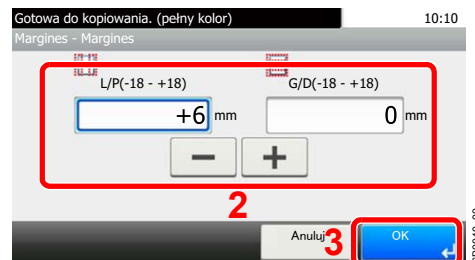 Gotowa do kopiowania. (pełny kolor) 10:10
Margines - Margines
L/P(-18 - +18) G/D(-18 - +18)
+6 mm 0 mm
− +
2
Anuluj 3 OK